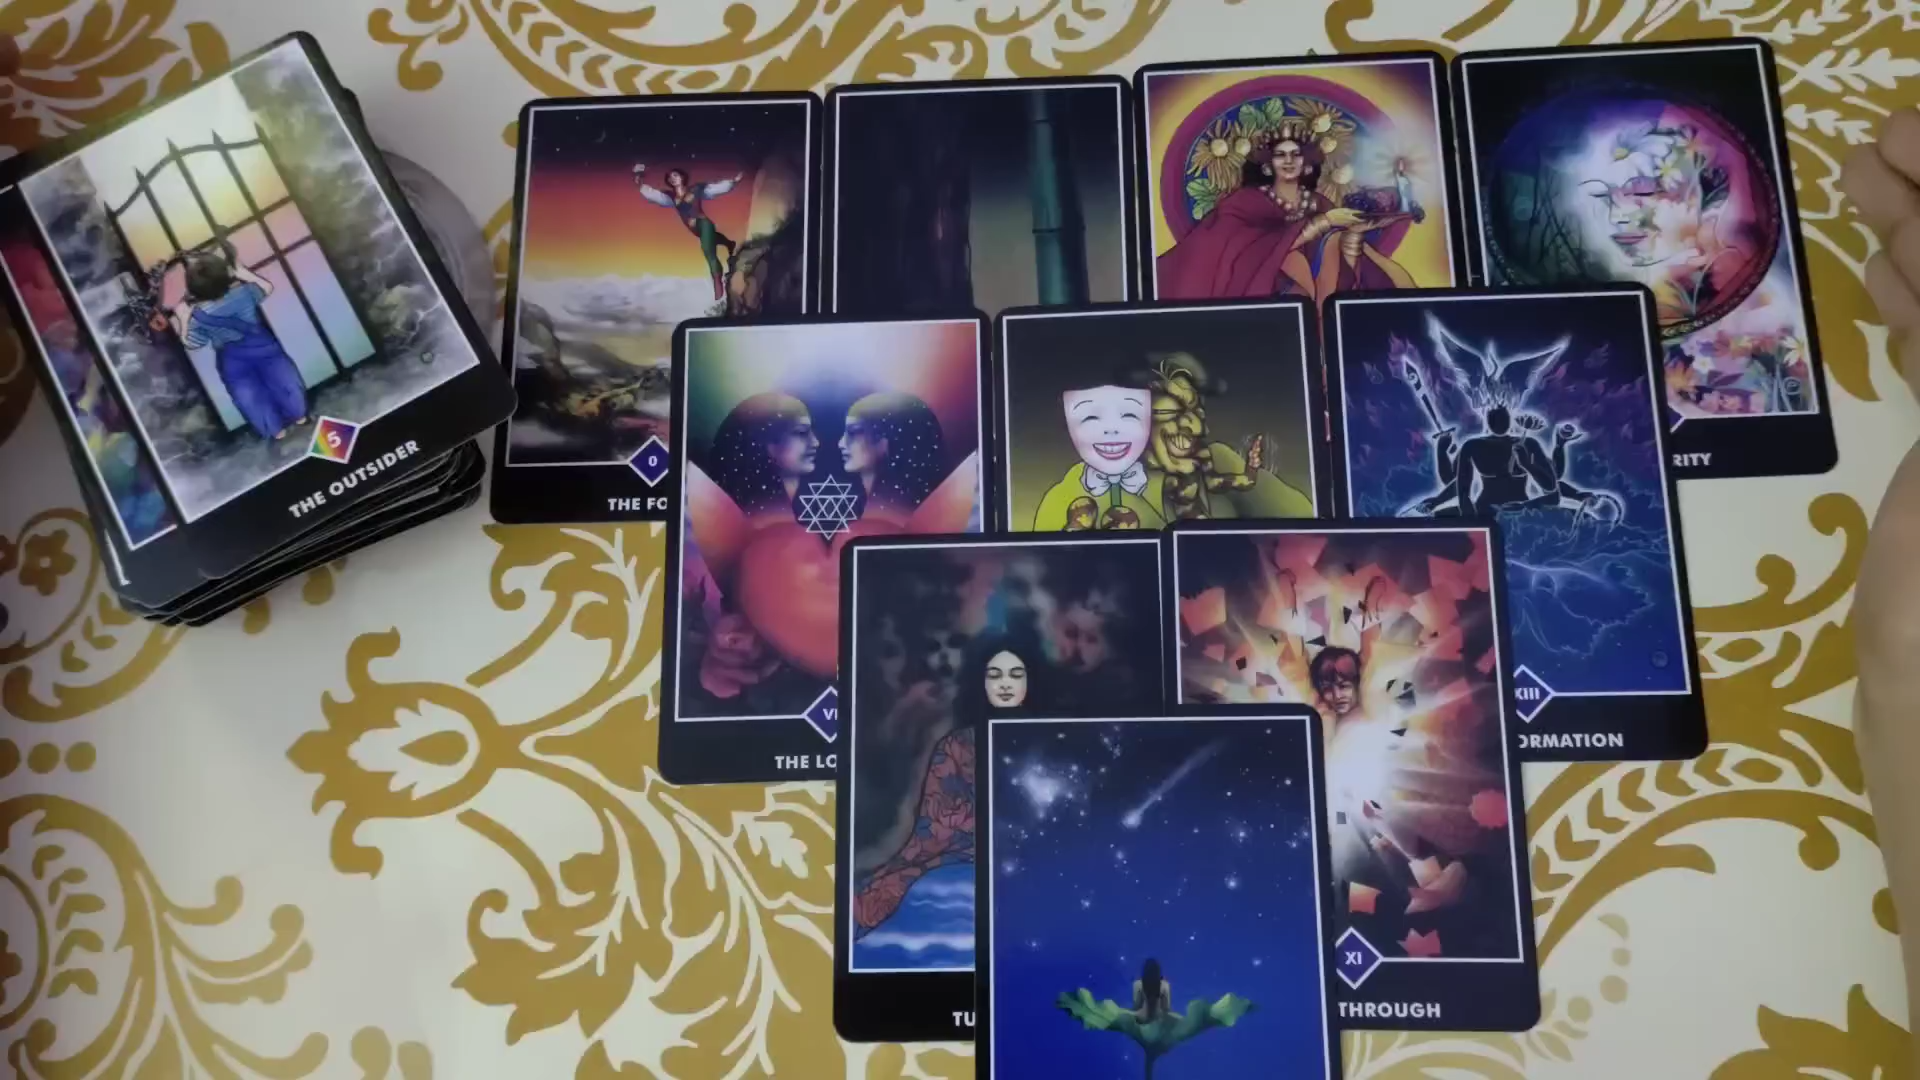 5
THE OUTSIDER
0
THE FO
RITY
VI
THE LO
XIII
ORMATION
TU
XI
THROUGH